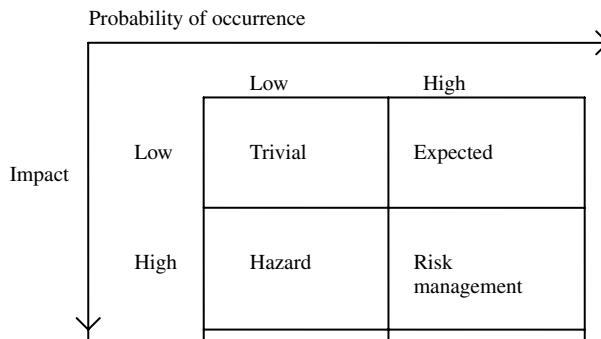 Probability of occurrence
Low High
Low Trivial Expected
Impact
High Hazard Risk
management